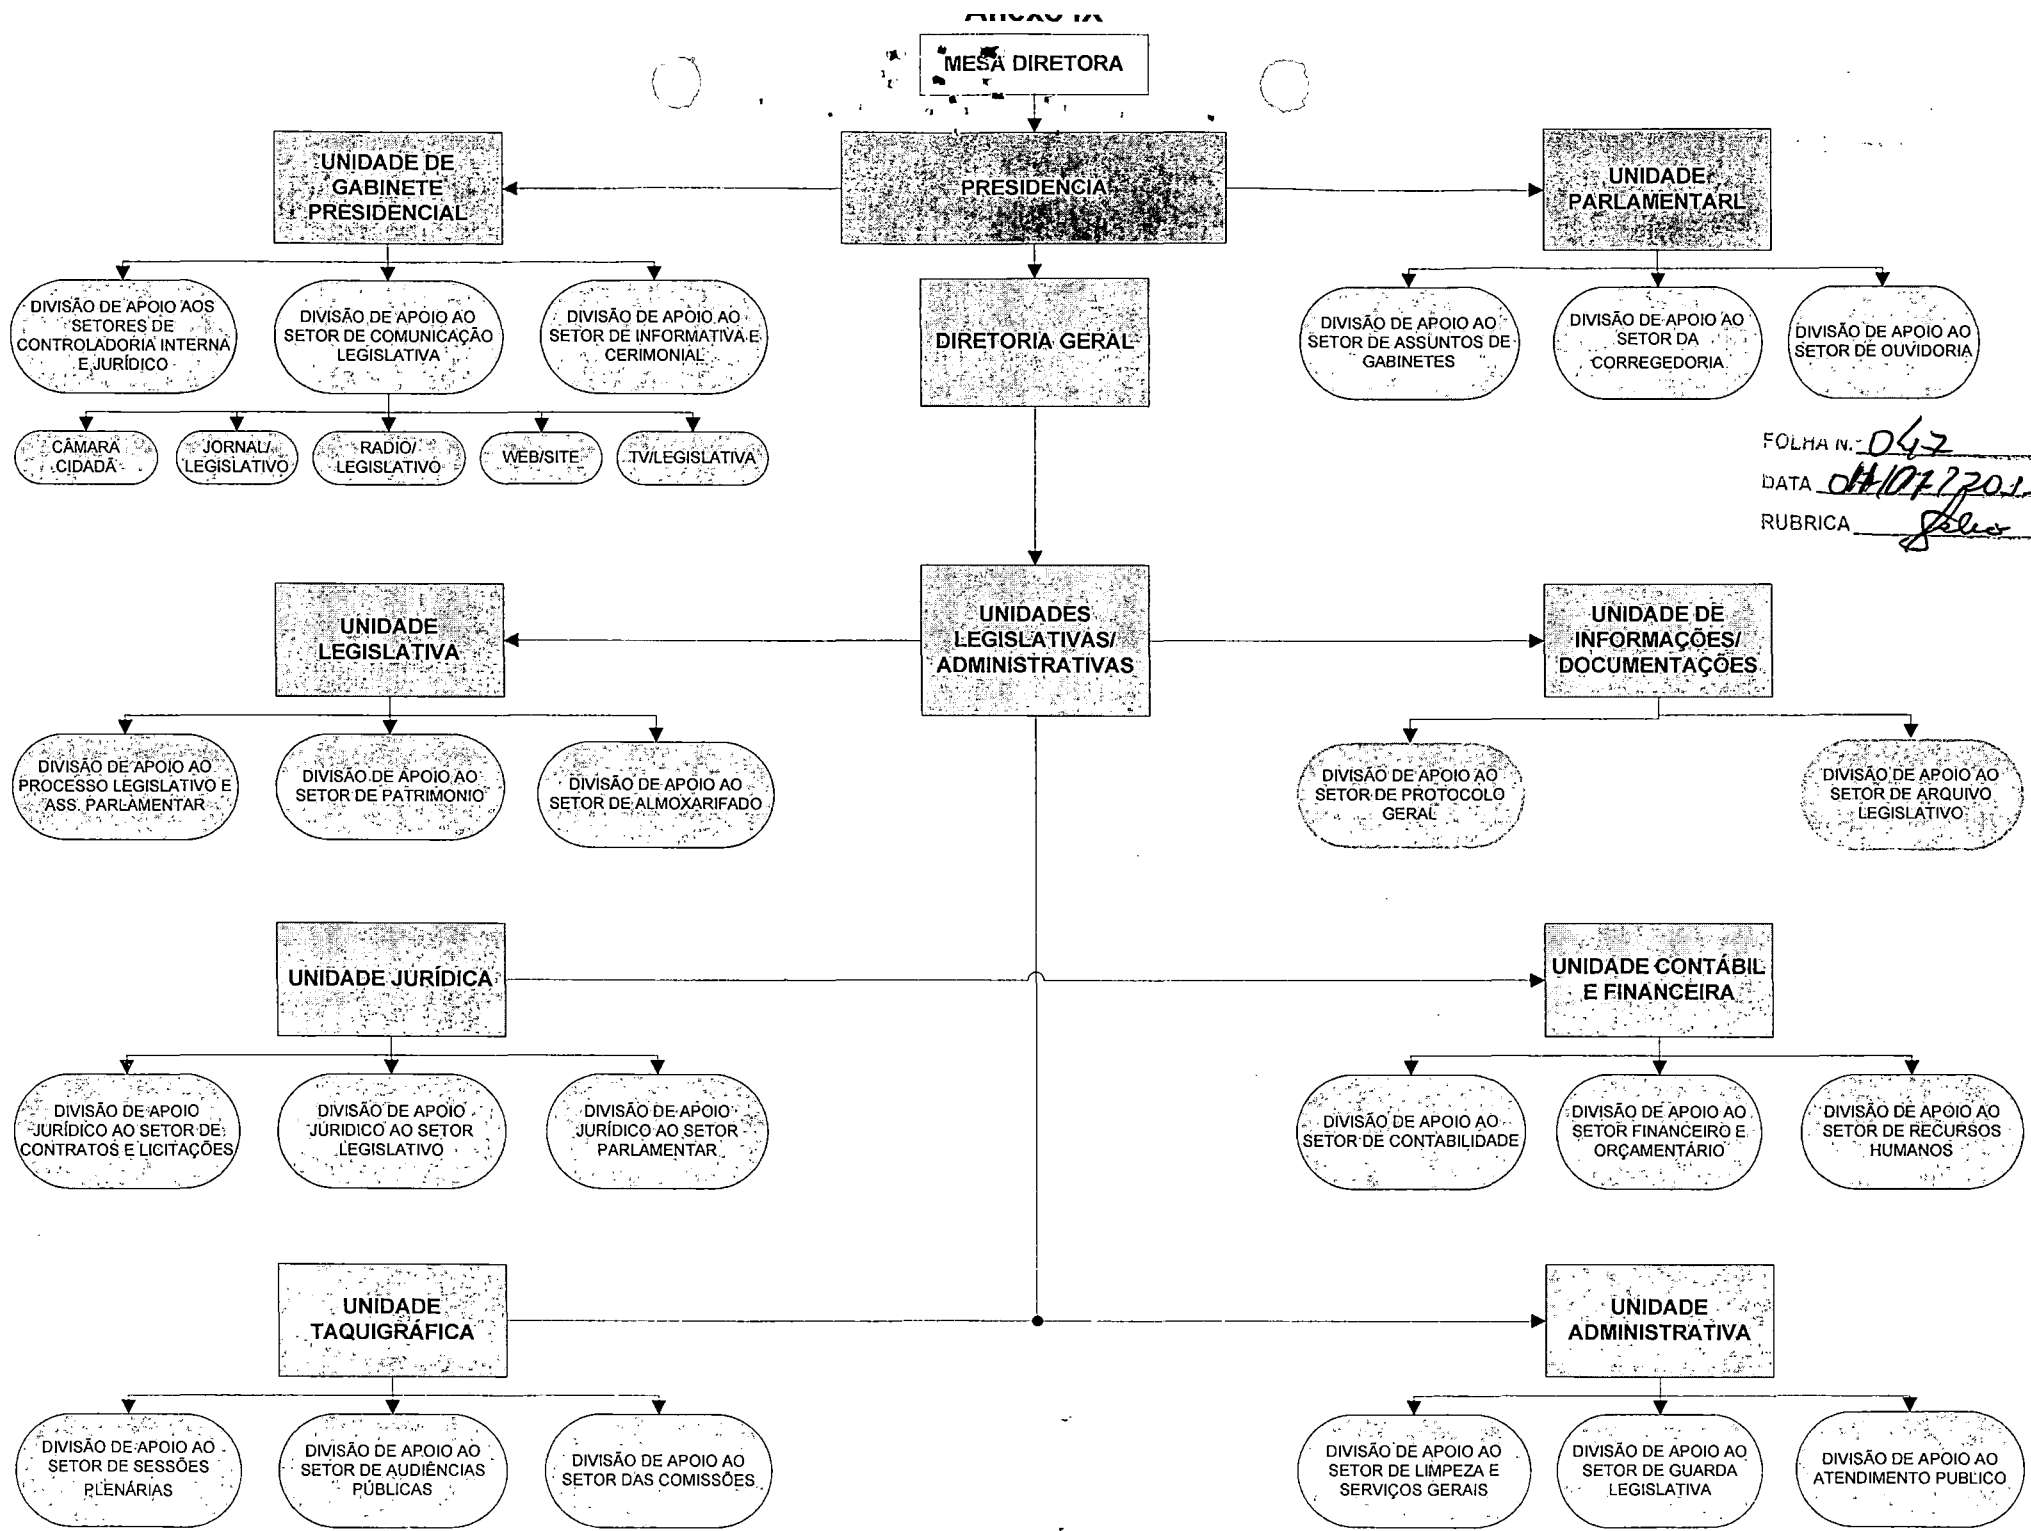 Anexo IX
MESA DIRETORA
UNIDADE DE
GABINETE
PRESIDENCIAL
PRESIDENCIA
UNIDADE
PARLAMENTARL
DIVISÃO DE APOIO AOS
SETORES DE
CONTROLADORIA INTERNA
E JURÍDICO
DIVISÃO DE APOIO AO
SETOR DE COMUNICAÇÃO
LEGISLATIVA
DIVISÃO DE APOIO AO
SETOR DE INFORMATIVA E
CERIMONIAL
DIRETORIA GERAL
DIVISÃO DE APOIO AO
SETOR DE ASSUNTOS DE
GABINETES
DIVISÃO DE APOIO AO
SETOR DA
CORREGEDORIA
DIVISÃO DE APOIO AO
SETOR DE OUVIDORIA
CÂMARA
CIDADÃ
JORNAL/
LEGISLATIVO
RADIO/
LEGISLATIVO
WEB/SITE
TV/LEGISLATIVA
FOLHA N. 047
DATA
RUBRICA
UNIDADE
LEGISLATIVA
UNIDADES
LEGISLATIVAS/
ADMINISTRATIVAS
UNIDADE DE
INFORMAÇÕES/
DOCUMENTAÇÕES
DIVISÃO DE APOIO AO
PROCESSO LEGISLATIVO E
ASS. PARLAMENTAR
DIVISÃO DE APOIO AO
SETOR DE PATRIMONIO
DIVISÃO DE APOIO AO
SETOR DE ALMOXARIFADO
DIVISÃO DE APOIO AO
SETOR DE PROTOCOLO
GERAL
DIVISÃO DE APOIO AO
SETOR DE ARQUIVO
LEGISLATIVO
UNIDADE JURÍDICA
UNIDADE CONTÁBIL
E FINANCEIRA
DIVISÃO DE APOIO
JURÍDICO AO SETOR DE
CONTRATOS E LICITAÇÕES
DIVISÃO DE APOIO
JÚRIDICO AO SETOR
LEGISLATIVO
DIVISÃO DE APOIO
JURÍDICO AO SETOR
PARLAMENTAR
DIVISÃO DE APOIO AO
SETOR DE CONTABILIDADE
DIVISÃO DE APOIO AO
SETOR FINANCEIRO E
ORÇAMENTÁRIO
DIVISÃO DE APOIO AO
SETOR DE RECURSOS
HUMANOS
UNIDADE
TAQUIGRÁFICA
UNIDADE
ADMINISTRATIVA
DIVISÃO DE APOIO AO
SETOR DE SESSÕES
PLENÁRIAS
DIVISÃO DE APOIO AO
SETOR DE AUDIÊNCIAS
PÚBLICAS
DIVISÃO DE APOIO AO
SETOR DAS COMISSÕES
DIVISÃO DE APOIO AO
SETOR DE LIMPEZA E
SERVIÇOS GERAIS
DIVISÃO DE APOIO AO
SETOR DE GUARDA
LEGISLATIVA
DIVISÃO DE APOIO AO
ATENDIMENTO PUBLICO